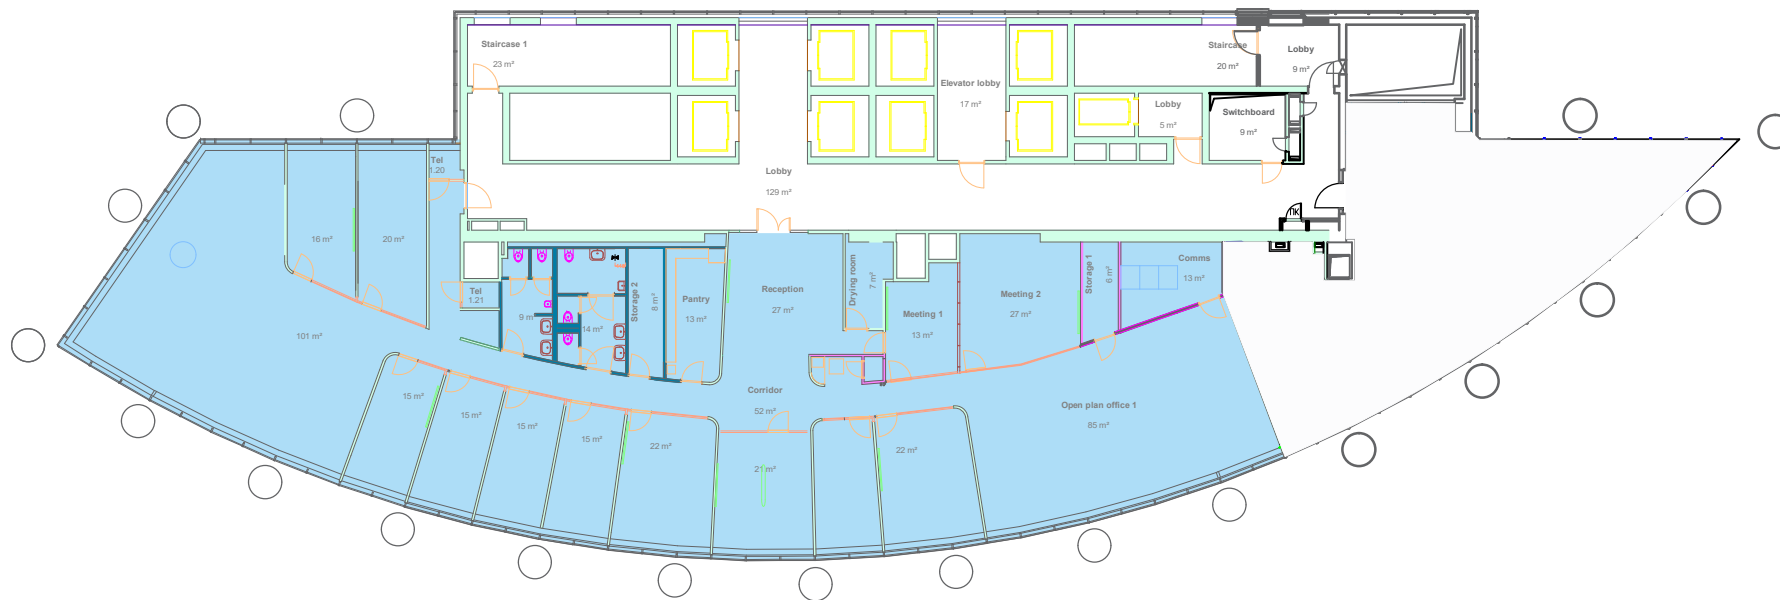 Staircase 1
23 m²
Staircase
20 m²
Lobby
9 m²
Elevator lobby
17 m²
Lobby
5 m²
Switchboard
9 m²
Tel
1.20
Lobby
129 m²
ПК
16 m²
20 m²
Tel
1.21
9 m²
14 m²
Storage 2
8 m²
Pantry
13 m²
Reception
27 m²
Drying room
7 m²
Meeting 1
13 m²
Meeting 2
27 m²
Storage 1
6 m²
Comms
13 m²
101 m²
Corridor
52 m²
Open plan office 1
85 m²
15 m²
15 m²
15 m²
15 m²
22 m²
21 m²
22 m²